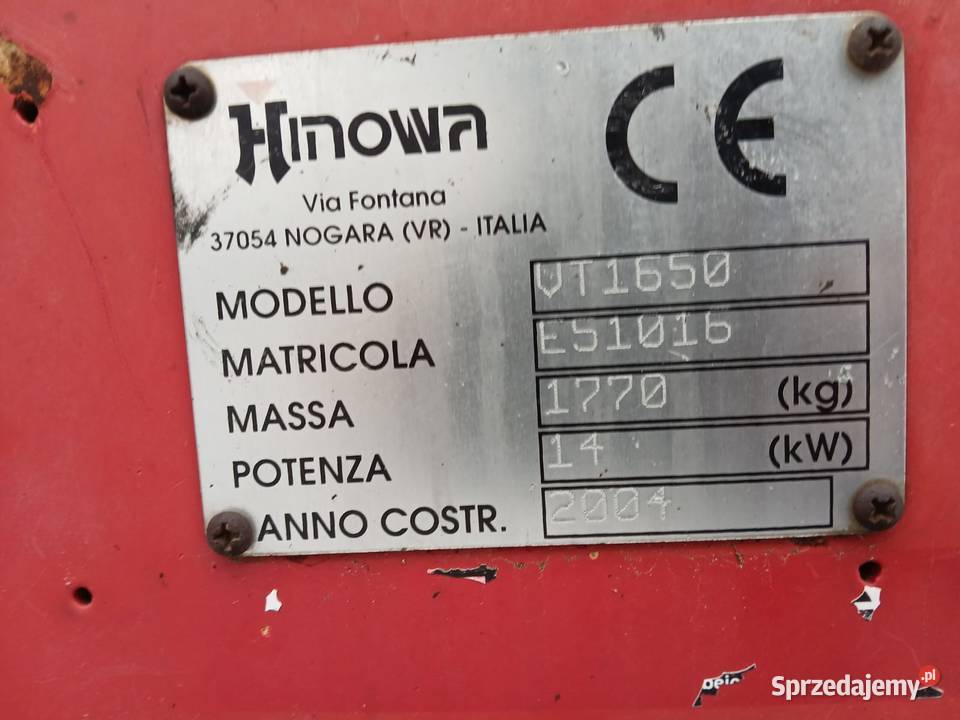 HINOWA
CE
Via Fontana
37054 NOGARA (VR) - ITALIA
MODELLO VT1650
MATRICOLA E51016
MASSA 1770 (kg)
POTENZA 14 (kW)
ANNO COSTR. 2004
Sprzedajemy.pl